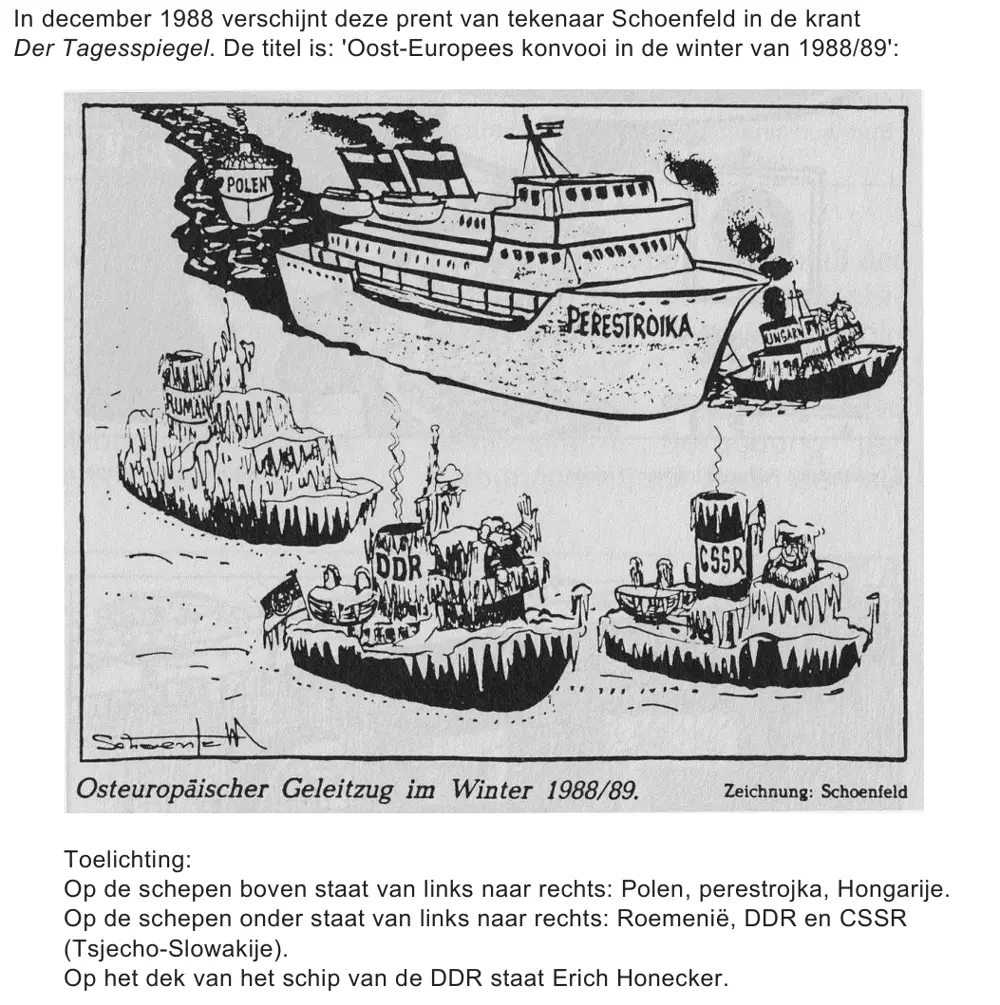 In december 1988 verschijnt deze prent van tekenaar Schoenfeld in de krant
Der Tagesspiegel. De titel is: 'Oost-Europees konvooi in de winter van 1988/89':
POLEN
PERESTROIKA
UNGARN
RUMÄN
DDR
CSSR
Schoenfeld
Osteuropäischer Geleitzug im Winter 1988/89.
Zeichnung: Schoenfeld
Toelichting:
Op de schepen boven staat van links naar rechts: Polen, perestrojka, Hongarije.
Op de schepen onder staat van links naar rechts: Roemenië, DDR en CSSR
(Tsjecho-Slowakije).
Op het dek van het schip van de DDR staat Erich Honecker.